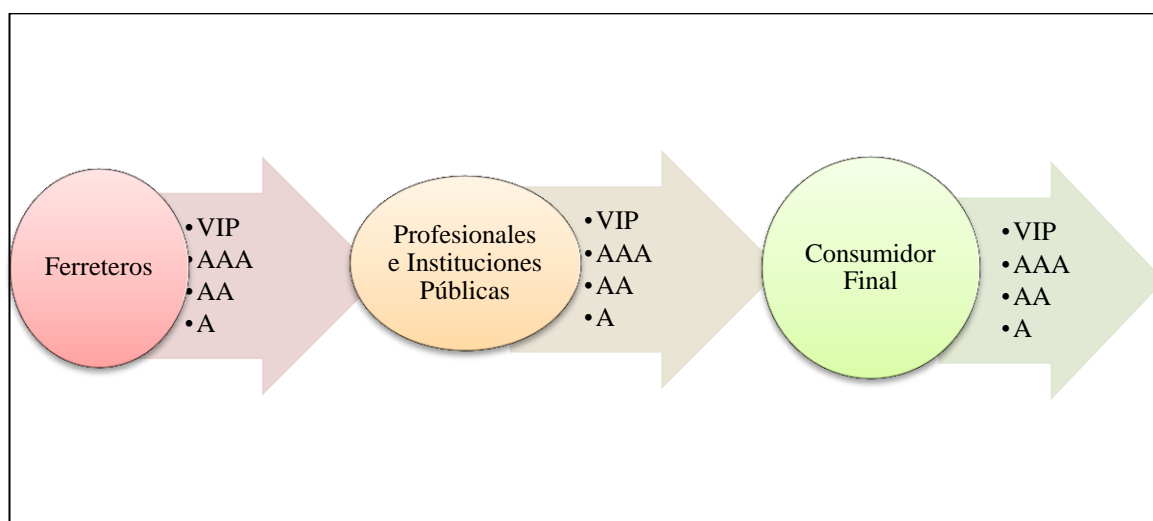 Ferreteros
•VIP
•AAA
•AA
•A
Profesionales
e Instituciones
Públicas
•VIP
•AAA
•AA
•A
Consumidor
Final
•VIP
•AAA
•AA
•A